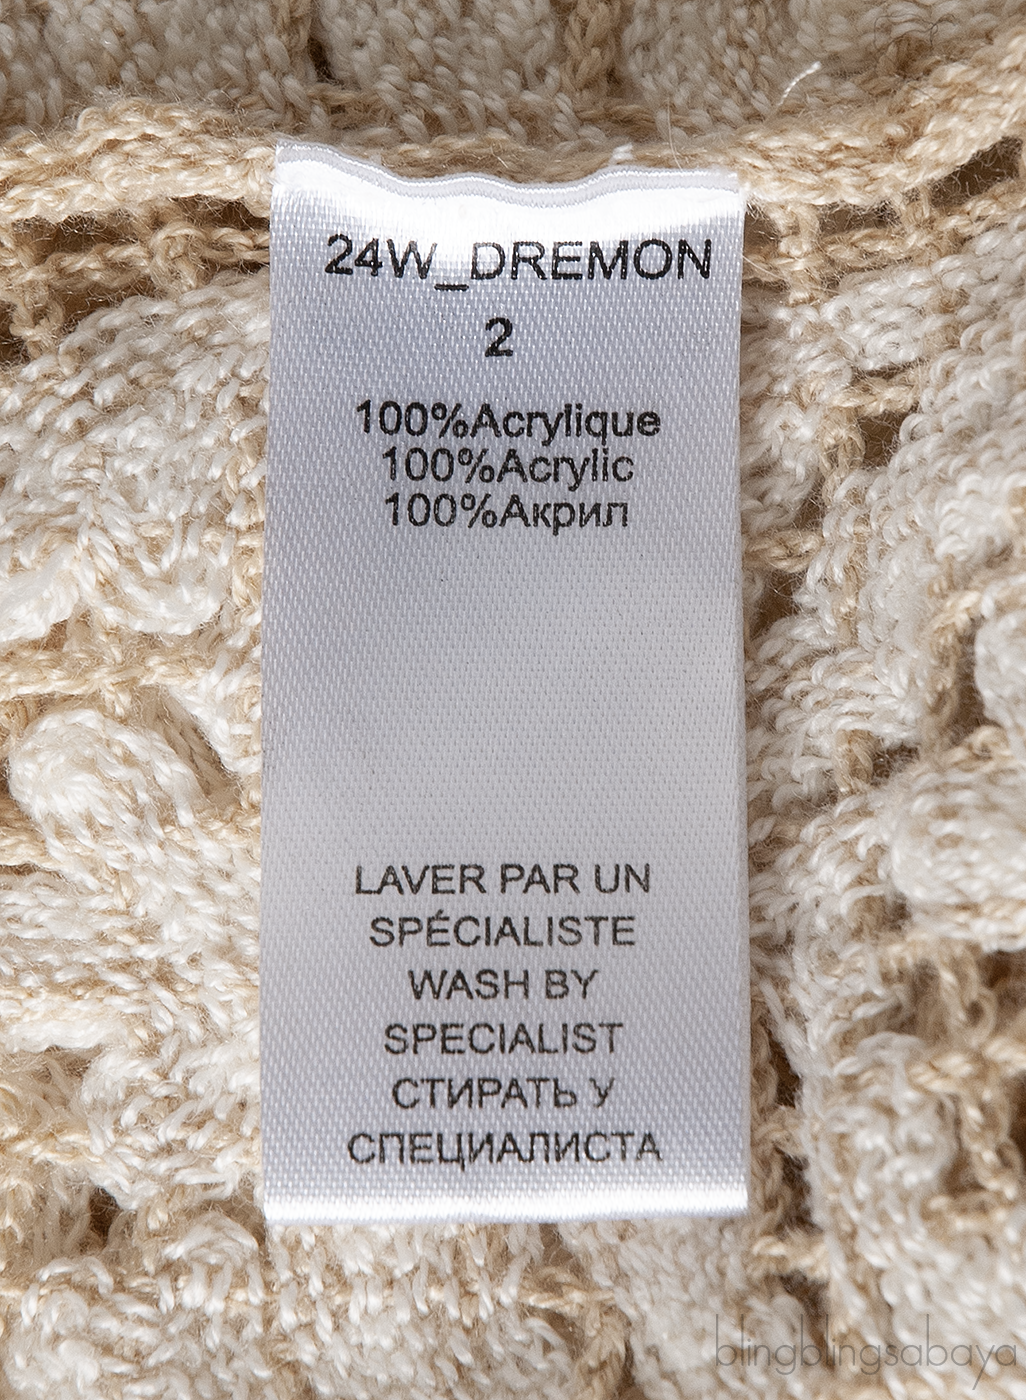 24W_DREMON
2
100%Acrylique
100%Acrylic
100%Акрил
LAVER PAR UN
SPÉCIALISTE
WASH BY
SPECIALIST
СТИРАТЬ У
СПЕЦИАЛИСТА
blingblingsabaya